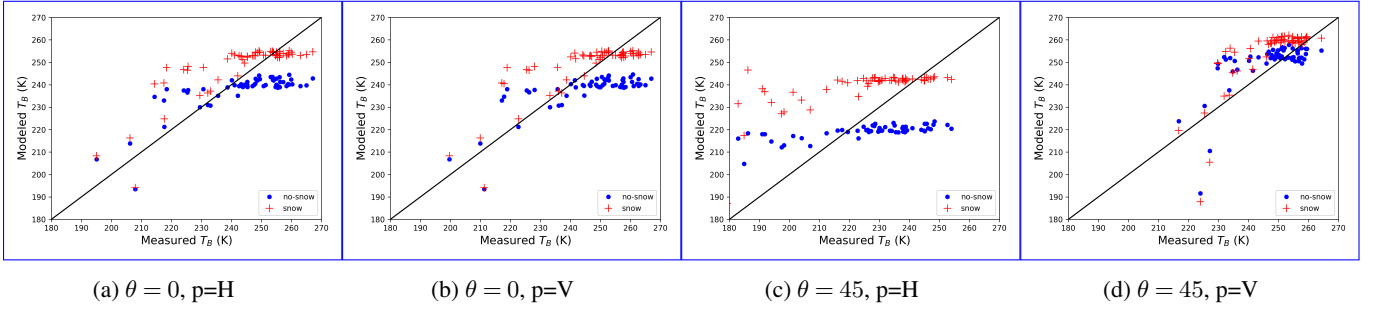 270
260
250
240
230
220
210
200
190
180
Modeled T_B (K)
180 190 200 210 220 230 240 250 260 270
Measured T_B (K)
no-snow
snow
270
260
250
240
230
220
210
200
190
180
Modeled T_B (K)
180 190 200 210 220 230 240 250 260 270
Measured T_B (K)
no-snow
snow
270
260
250
240
230
220
210
200
190
180
Modeled T_B (K)
180 190 200 210 220 230 240 250 260 270
Measured T_B (K)
no-snow
snow
270
260
250
240
230
220
210
200
190
180
Modeled T_B (K)
180 190 200 210 220 230 240 250 260 270
Measured T_B (K)
no-snow
snow
(a) θ = 0, p=H
(b) θ = 0, p=V
(c) θ = 45, p=H
(d) θ = 45, p=V